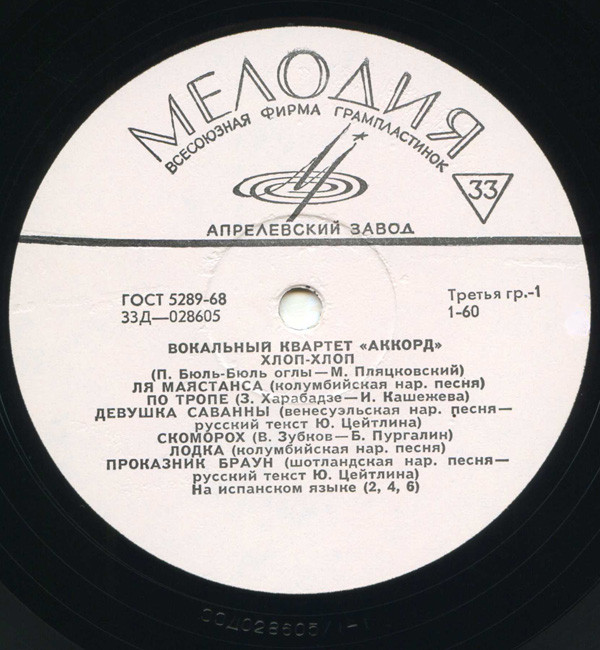 МЕЛОДИЯ
ВСЕСОЮЗНАЯ ФИРМА ГРАМПЛАСТИНОК
33
АПРЕЛЕВСКИЙ ЗАВОД
ГОСТ 5289-68
Третья гр.-1
33Д—028605
1-60
ВОКАЛЬНЫЙ КВАРТЕТ «АККОРД»
ХЛОП-ХЛОП
(П. Бюль-Бюль оглы—М. Пляцковский)
ЛЯ МАЯСТАНСА (колумбийская нар. песня)
ПО ТРОПЕ (З. Харабадзе—И. Кашежева)
ДЕВУШКА САВАННЫ (венесуэльская нар. песня—
русский текст Ю. Цейтлина)
СКОМОРОХ (В. Зубков—Б. Пургалин)
ЛОДКА (колумбийская нар. песня)
ПРОКАЗНИК БРАУН (шотландская нар. песня—
русский текст Ю. Цейтлина)
На испанском языке (2, 4, 6)